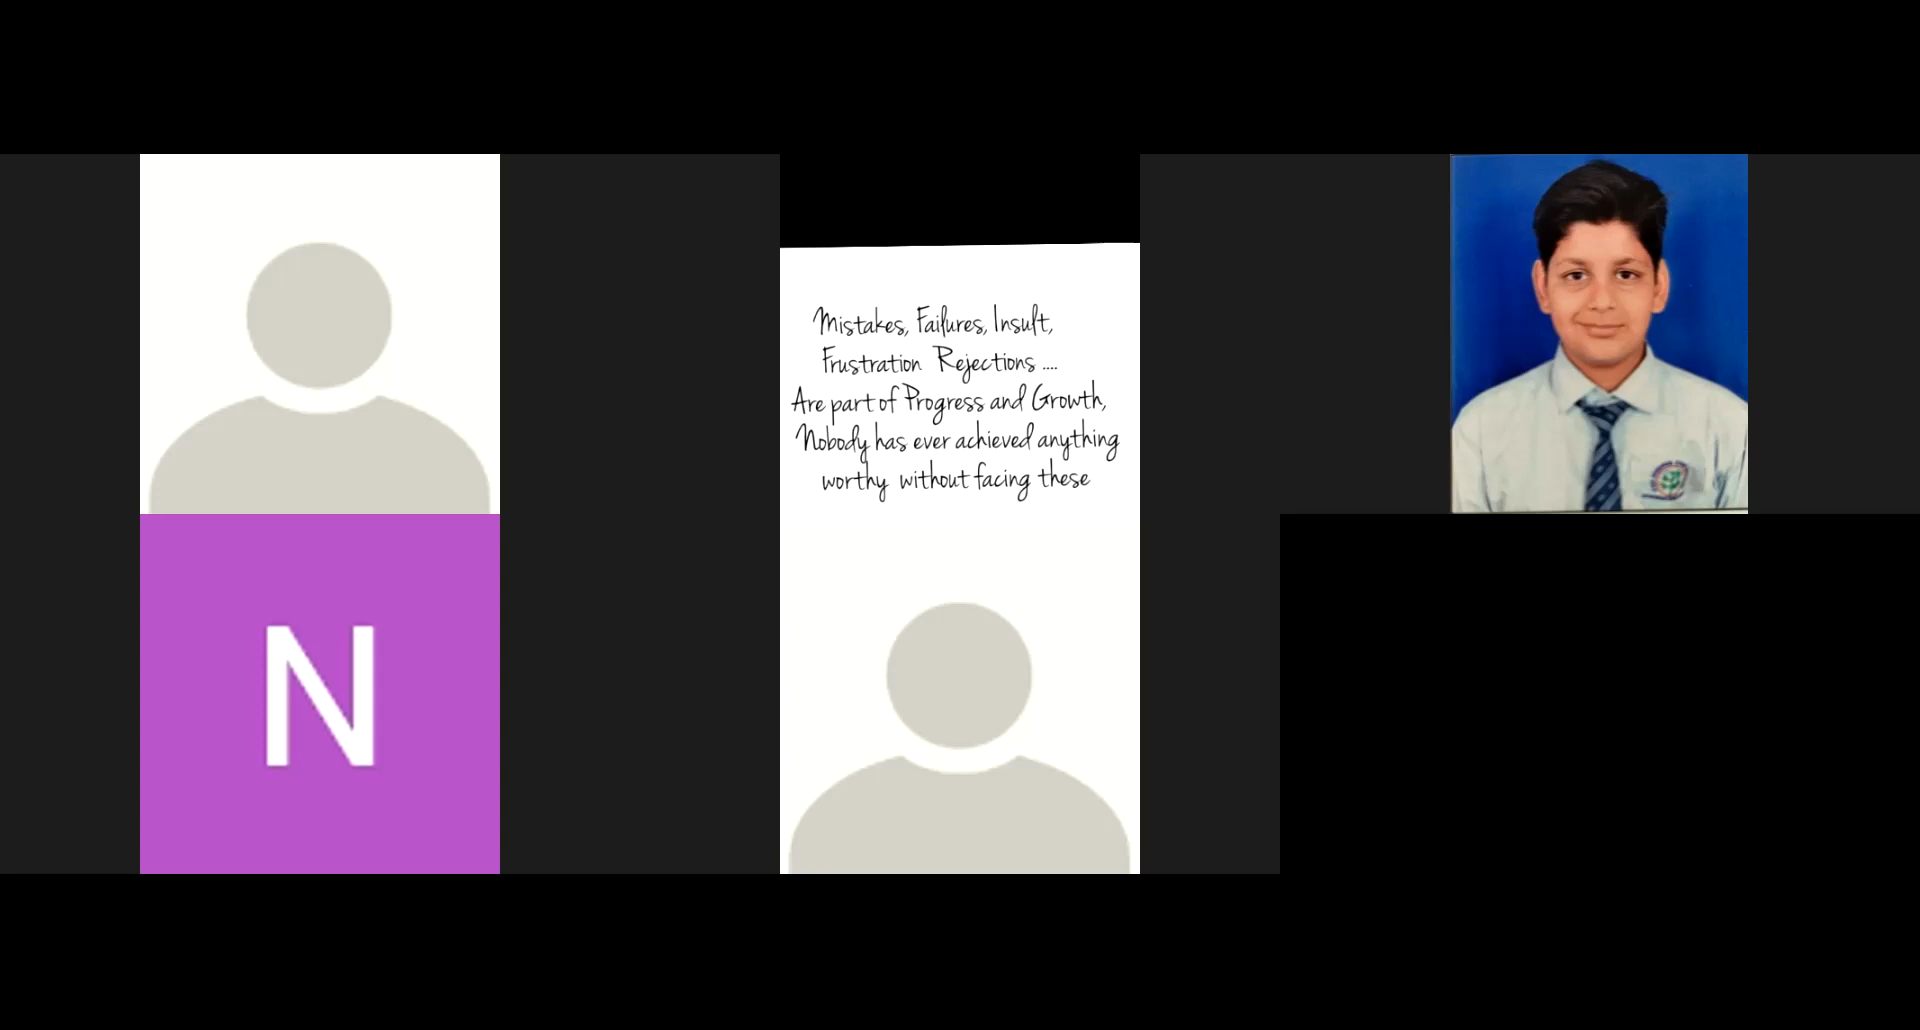 Mistakes, Failures, Insult,
Frustration Rejections ....
Are part of Progress and Growth,
Nobody has ever achieved anything
worthy without facing these
N